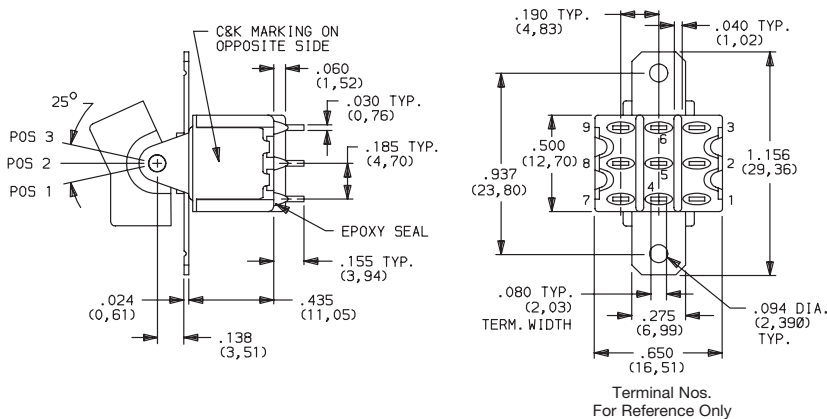 C&K MARKING ON
OPPOSITE SIDE
.060
(1,52)
.030 TYP.
(0,76)
25°
POS 3
POS 2
POS 1
.185 TYP.
(4,70)
EPOXY SEAL
.155 TYP.
(3,94)
.024
(0,61)
.435
(11,05)
.138
(3,51)
.190 TYP.
(4,83)
.040 TYP.
(1,02)
9
6
3
.500
(12,70)
.937
(23,80)
8
5
2
1.156
(29,36)
7
4
1
.080 TYP.
(2,03)
TERM. WIDTH
.275
(6,99)
.094 DIA.
(2,39Ø)
TYP.
.650
(16,51)
Terminal Nos.
For Reference Only